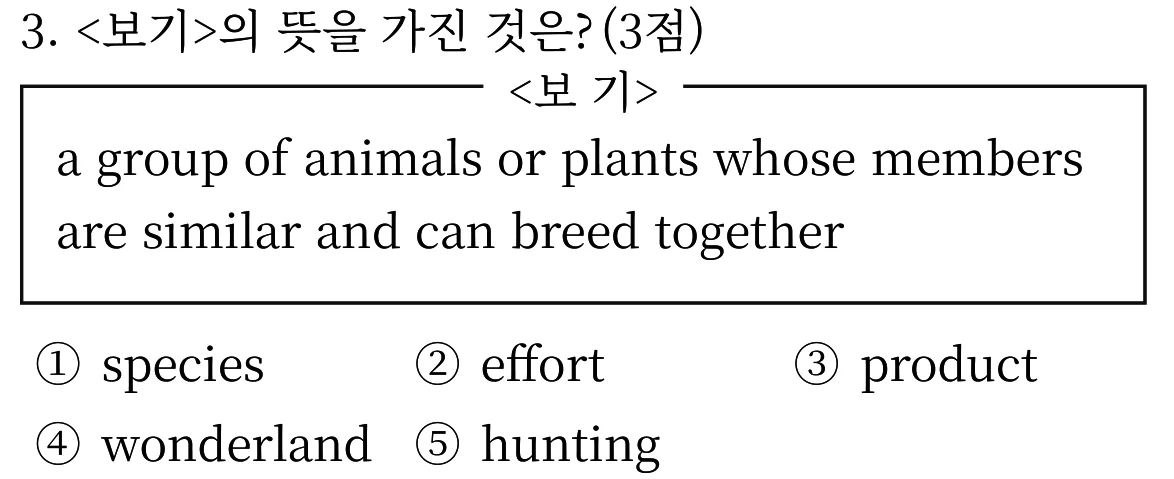 3. <보기>의 뜻을 가진 것은?(3점)
<보 기>
a group of animals or plants whose members
are similar and can breed together
① species ② effort ③ product
④ wonderland ⑤ hunting